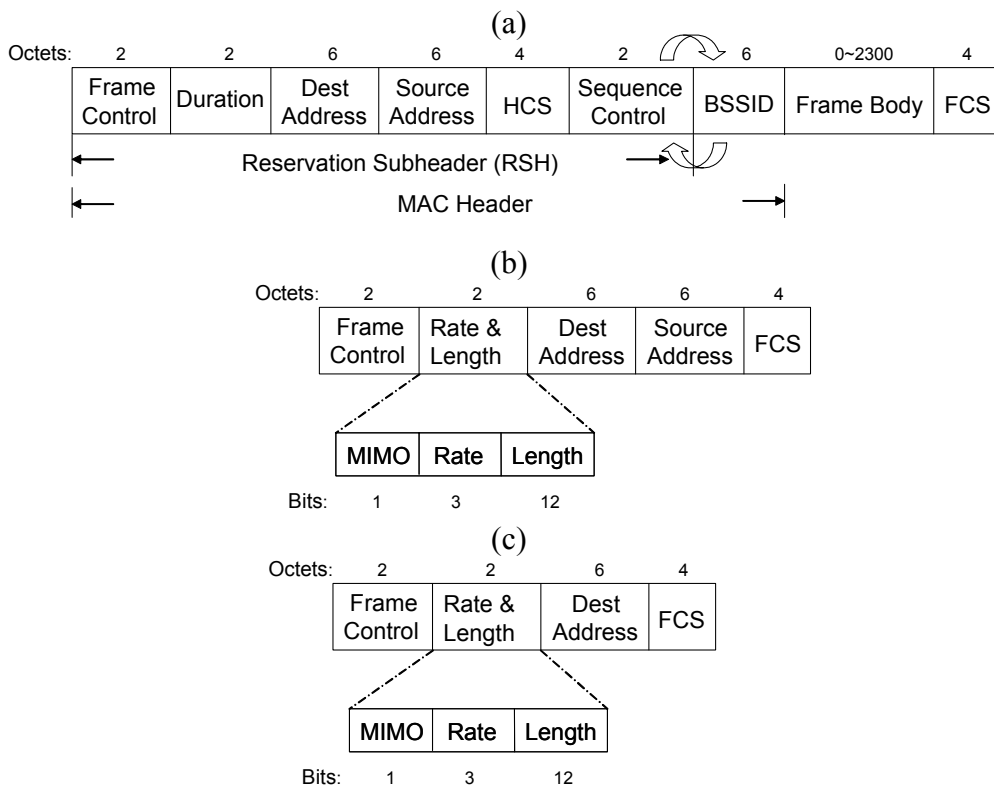 (a)
Octets: 2 2 6 6 4 2 6 0~2300 4
Frame Control Duration Dest Address Source Address HCS Sequence Control BSSID Frame Body FCS
Reservation Subheader (RSH)
MAC Header
(b)
Octets: 2 2 6 6 4
Frame Control Rate & Length Dest Address Source Address FCS
MIMO Rate Length
Bits: 1 3 12
(c)
Octets: 2 2 6 4
Frame Control Rate & Length Dest Address FCS
MIMO Rate Length
Bits: 1 3 12